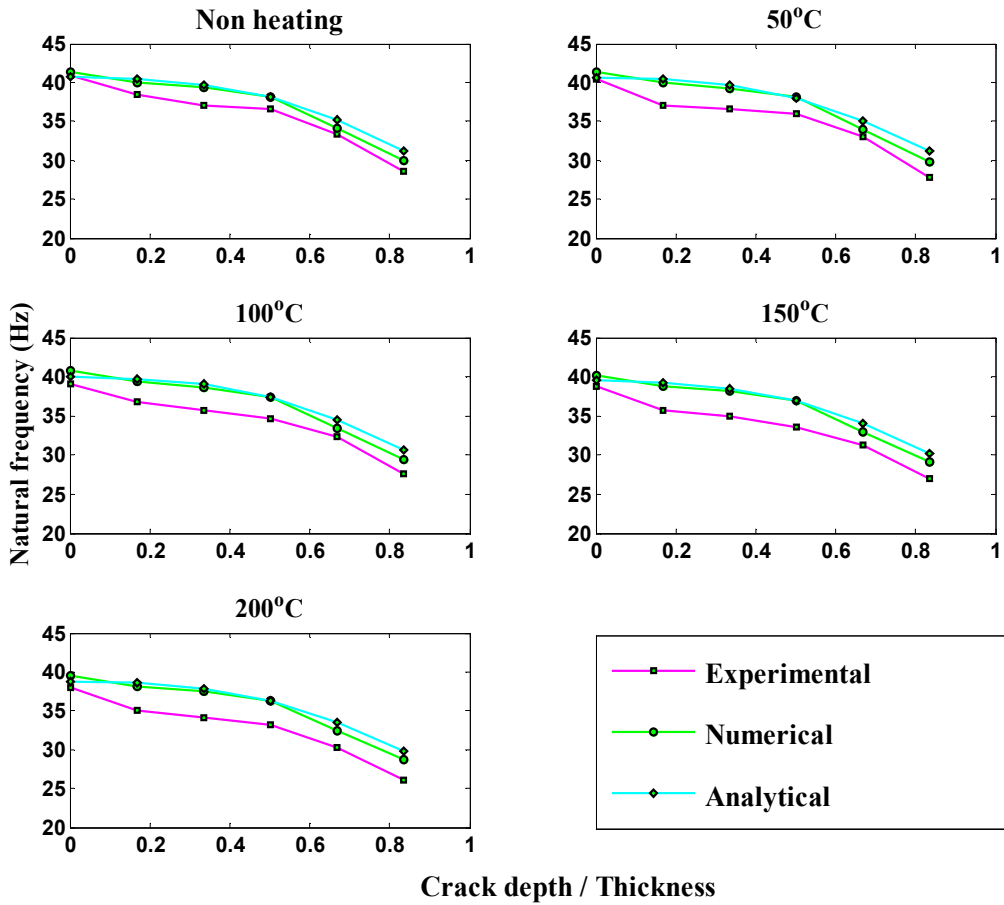 Non heating
45
40
35
30
25
20
0 0.2 0.4 0.6 0.8 1
50°C
45
40
35
30
25
20
0 0.2 0.4 0.6 0.8 1
Natural frequency (Hz)
100°C
45
40
35
30
25
20
0 0.2 0.4 0.6 0.8 1
150°C
45
40
35
30
25
20
0 0.2 0.4 0.6 0.8 1
200°C
45
40
35
30
25
20
0 0.2 0.4 0.6 0.8 1
Experimental
Numerical
Analytical
Crack depth / Thickness